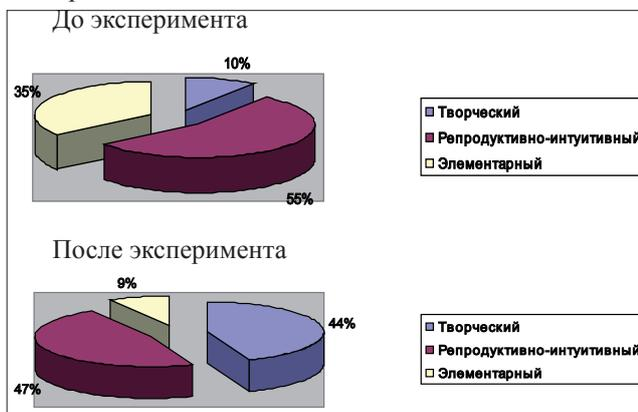 До эксперимента
10%
35%
55%
Творческий
Репродуктивно-интуитивный
Элементарный
После эксперимента
9%
44%
47%
Творческий
Репродуктивно-интуитивный
Элементарный